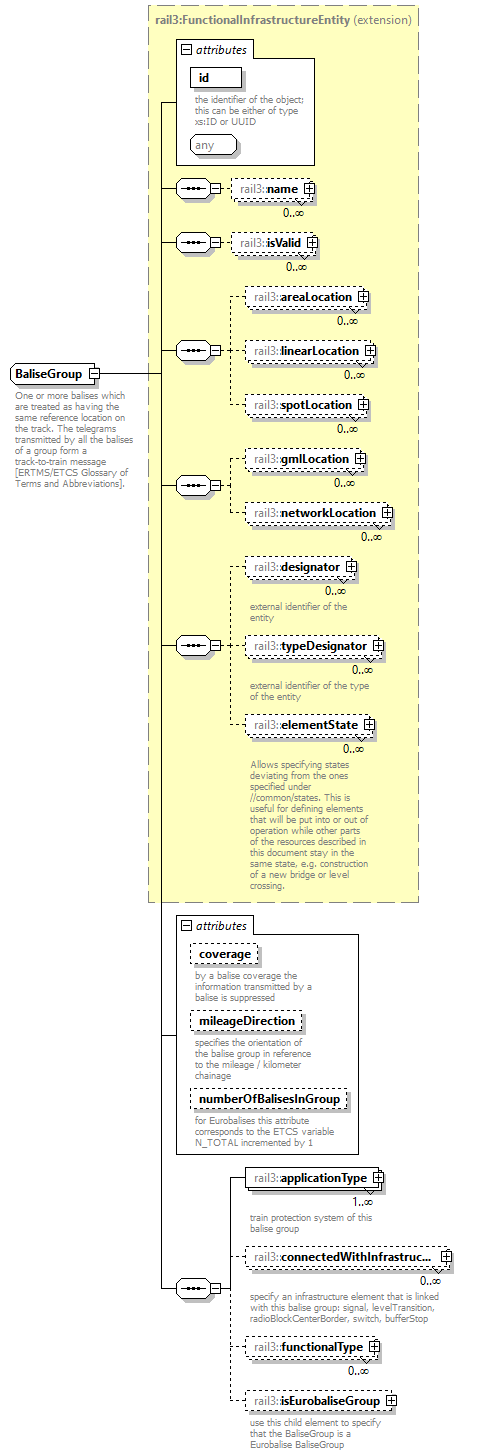 rail3:FunctionalInfrastructureEntity (extension)
attributes
id
the identifier of the object;
this can be either of type
xs:ID or UUID
any
rail3::name
0..∞
rail3::isValid
0..∞
rail3::areaLocation
0..∞
rail3::linearLocation
0..∞
rail3::spotLocation
0..∞
BaliseGroup
One or more balises which
are treated as having the
same reference location on
the track. The telegrams
transmitted by all the balises
of a group form a
track-to-train message
[ERTMS/ETCS Glossary of
Terms and Abbreviations].
rail3::gmlLocation
0..∞
rail3::networkLocation
0..∞
rail3::designator
0..∞
external identifier of the
entity
rail3::typeDesignator
0..∞
external identifier of the type
of the entity
rail3::elementState
0..∞
Allows specifying states
deviating from the ones
specified under
//common/states. This is
useful for defining elements
that will be put into or out of
operation while other parts
of the resources described in
this document stay in the
same state, e.g. construction
of a new bridge or level
crossing.
attributes
coverage
by a balise coverage the
information transmitted by a
balise is suppressed
mileageDirection
specifies the orientation of
the balise group in reference
to the mileage / kilometer
chainage
numberOfBalisesInGroup
for Eurobalises this attribute
corresponds to the ETCS variable
N_TOTAL incremented by 1
rail3::applicationType
1..∞
train protection system of this
balise group
rail3::connectedWithInfrastruc...
0..∞
specify an infrastructure element that is linked
with this balise group: signal, levelTransition,
radioBlockCenterBorder, switch, bufferStop
rail3::functionalType
0..∞
rail3::isEurobaliseGroup
use this child element to specify
that the BaliseGroup is a
Eurobalise BaliseGroup